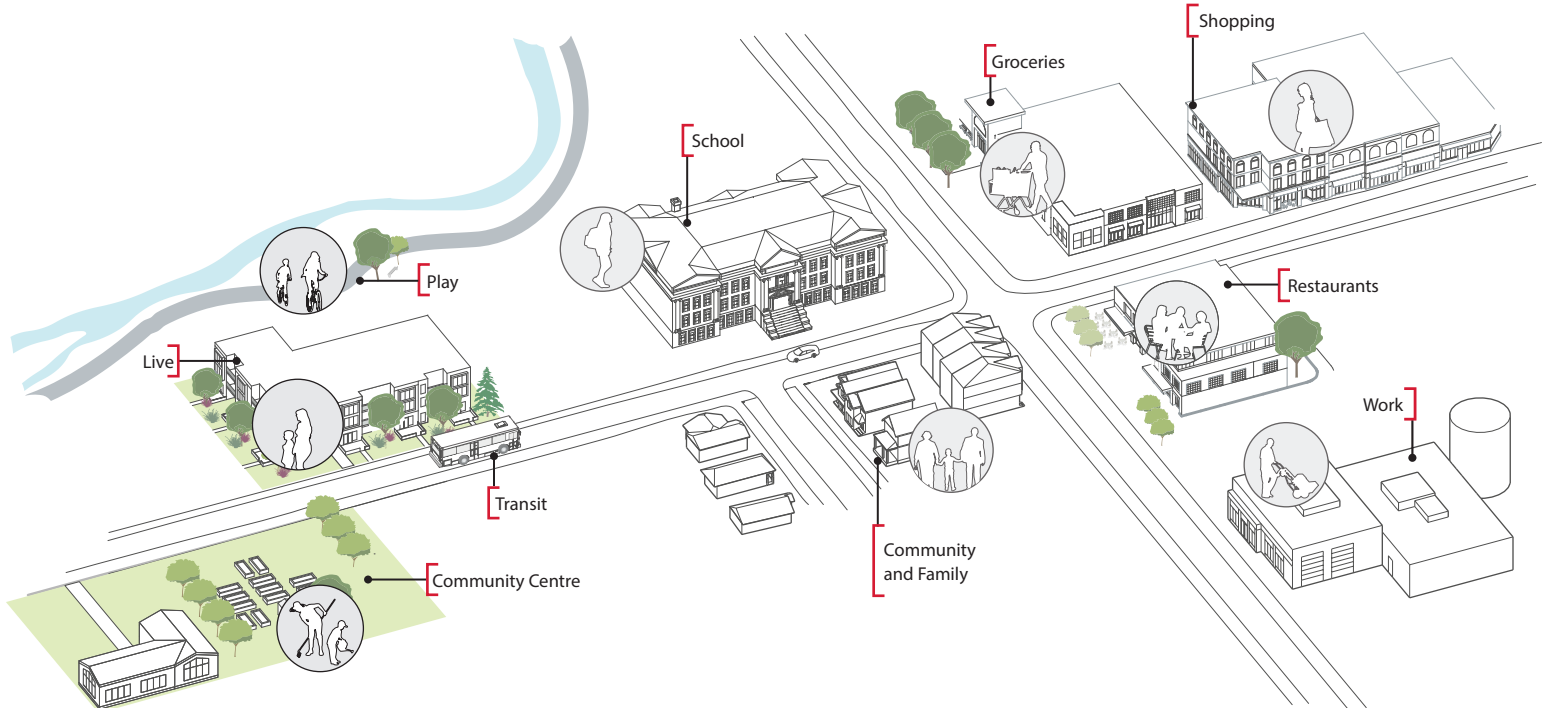 Shopping
Groceries
School
Play
Restaurants
Live
Work
Transit
Community
and Family
Community Centre